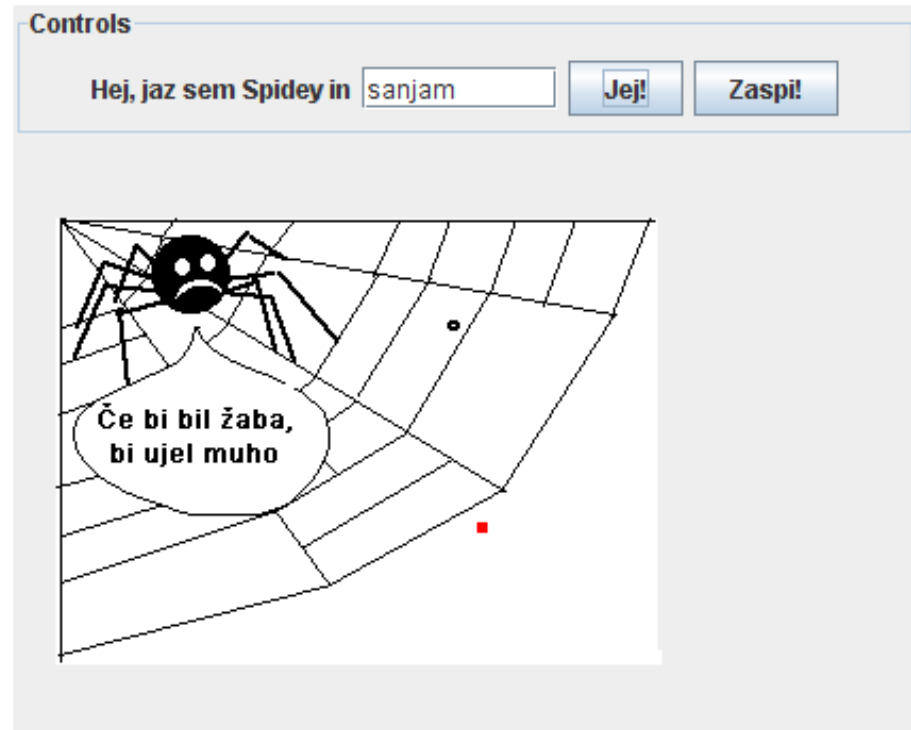 Controls
Hej, jaz sem Spidey in sanjam Jej! Zaspi!
Če bi bil žaba,
bi ujel muho